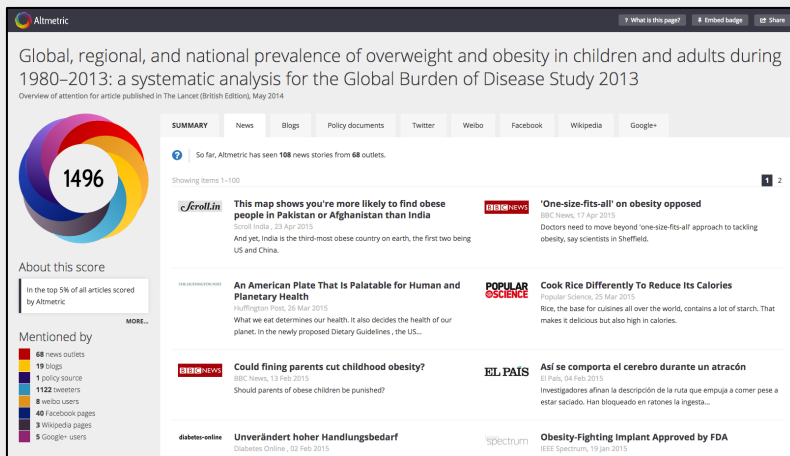 Altmetric
? What is this page?
Embed badge
Share
Global, regional, and national prevalence of overweight and obesity in children and adults during
1980–2013: a systematic analysis for the Global Burden of Disease Study 2013
Overview of attention for article published in The Lancet (British Edition), May 2014
1496
About this score
In the top 5% of all articles scored
by Altmetric
MORE...
Mentioned by
68 news outlets
19 blogs
1 policy source
1122 tweeters
8 weibo users
40 Facebook pages
3 Wikipedia pages
5 Google+ users
SUMMARY
News
Blogs
Policy documents
Twitter
Weibo
Facebook
Wikipedia
Google+
? So far, Altmetric has seen 108 news stories from 68 outlets.
Showing items 1–100
1 2
Scroll.in
This map shows you're more likely to find obese
people in Pakistan or Afghanistan than India
Scroll India , 23 Apr 2015
And yet, India is the third-most obese country on earth, the first two being
US and China.
BBC NEWS
'One-size-fits-all' on obesity opposed
BBC News, 17 Apr 2015
Doctors need to move beyond 'one-size-fits-all' approach to tackling
obesity, say scientists in Sheffield.
THE HUFFINGTON POST
An American Plate That Is Palatable for Human and
Planetary Health
Huffington Post, 26 Mar 2015
What we eat determines our health. It also decides the health of our
planet. In the newly proposed Dietary Guidelines , the US...
POPULAR
SCIENCE
Cook Rice Differently To Reduce Its Calories
Popular Science, 25 Mar 2015
Rice, the base for cuisines all over the world, contains a lot of starch. That
makes it delicious but also high in calories.
BBC NEWS
Could fining parents cut childhood obesity?
BBC News, 13 Feb 2015
Should parents of obese children be punished?
EL PAÍS
Así se comporta el cerebro durante un atracón
El País, 04 Feb 2015
Investigadores afinan la descripción de la ruta que empuja a comer pese a
estar saciado. Han bloqueado en ratones la ingesta...
diabetes-online
Unverändert hoher Handlungsbedarf
Diabetes Online , 02 Feb 2015
spectrum
Obesity-Fighting Implant Approved by FDA
IEEE Spectrum, 19 Jan 2015